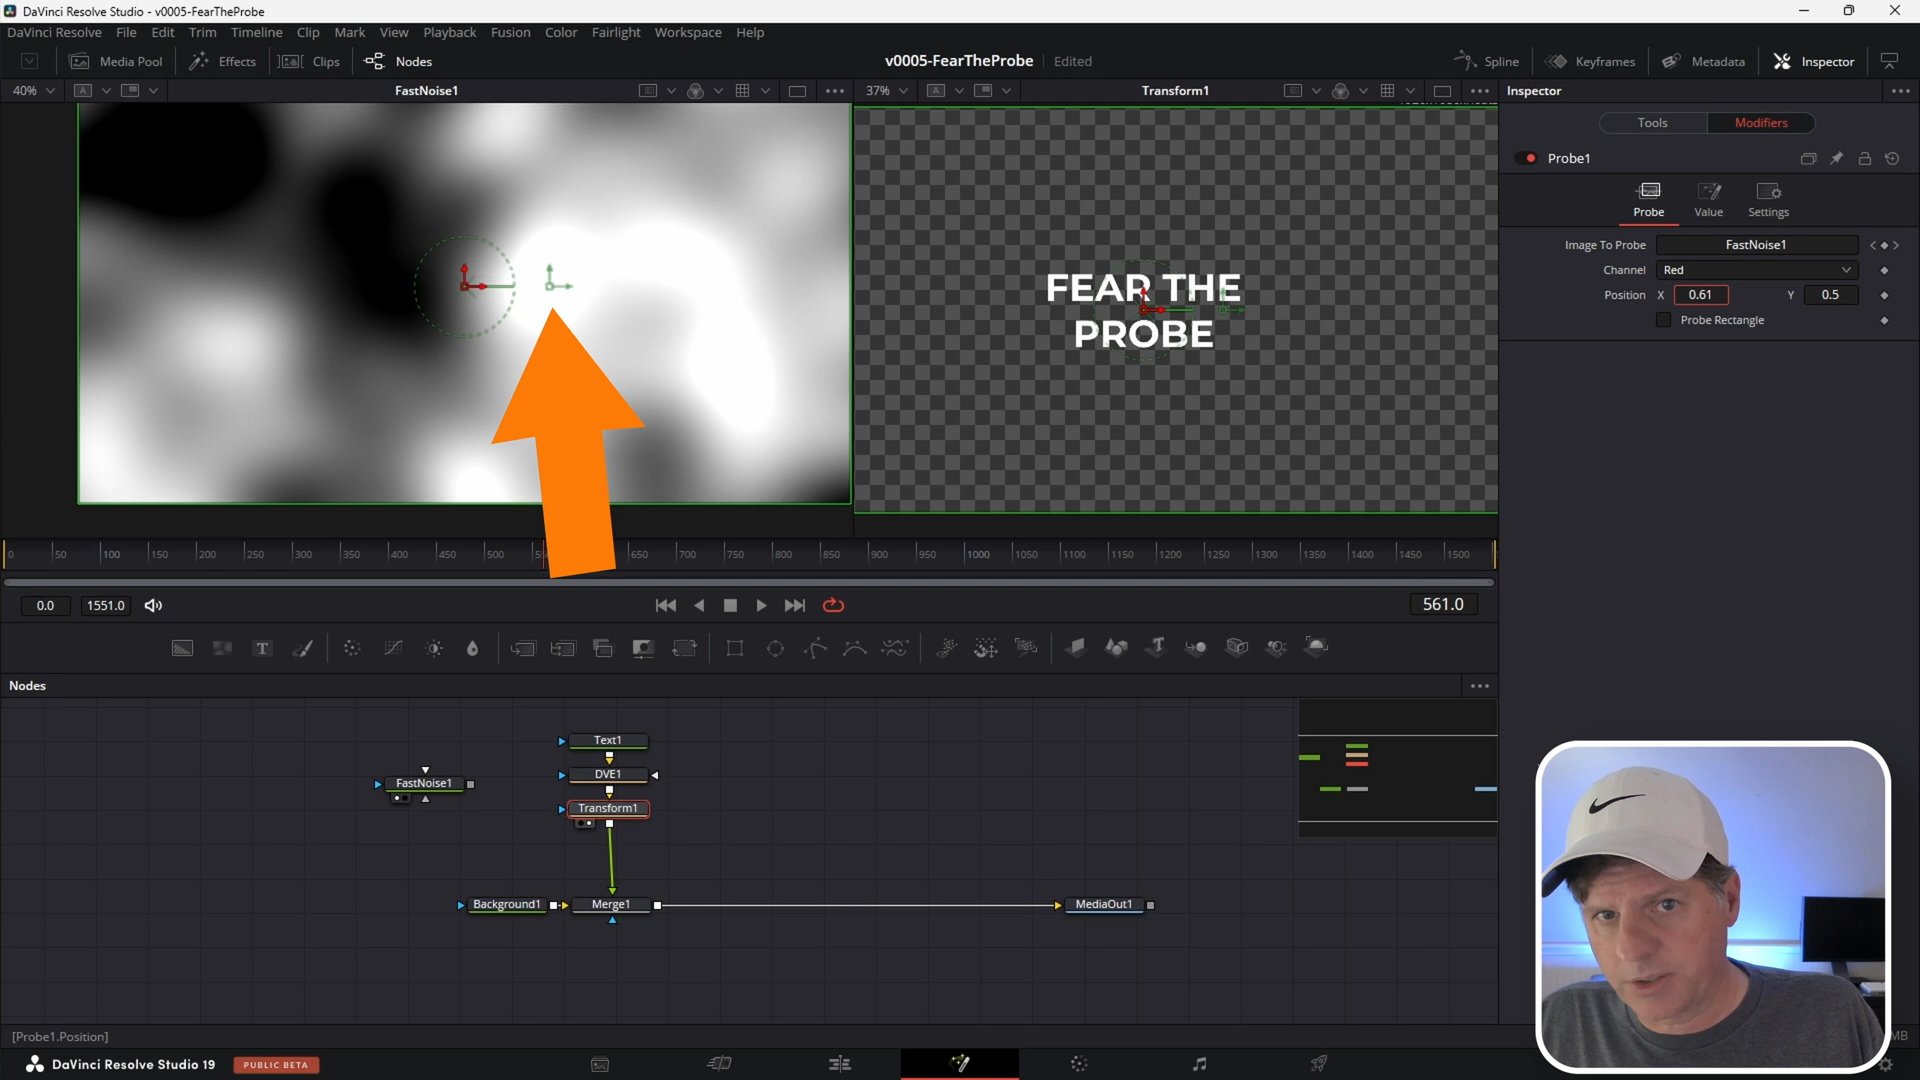 DaVinci Resolve Studio - v0005-FearTheProbe
DaVinci Resolve File Edit Trim Timeline Clip Mark View Playback Fusion Color Fairlight Workspace Help
Media Pool Effects Clips Nodes v0005-FearTheProbe Edited Spline Keyframes Metadata Inspector
40% A FastNoise1 37% A Transform1 Inspector
Tools Modifiers
Probe1
Probe Value Settings
Image To Probe FastNoise1
Channel Red
Position X 0.61 Y 0.5
Probe Rectangle
FEAR THE
PROBE
0 50 100 150 200 250 300 350 400 450 500 650 700 750 800 850 900 950 1000 1050 1100 1150 1200 1250 1300 1350 1400 1450 1500
0.0 1551.0 561.0
T
Nodes
Text1
DVE1
FastNoise1
Transform1
Background1 Merge1 MediaOut1
[Probe1.Position] MB
DaVinci Resolve Studio 19 PUBLIC BETA